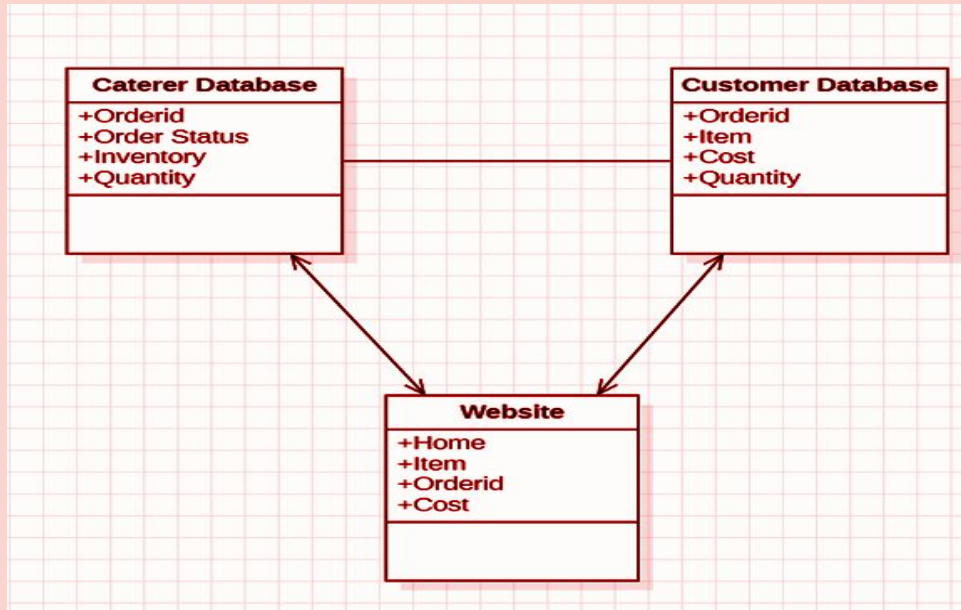 Caterer Database
+Orderid
+Order Status
+Inventory
+Quantity
Customer Database
+Orderid
+Item
+Cost
+Quantity
Website
+Home
+Item
+Orderid
+Cost